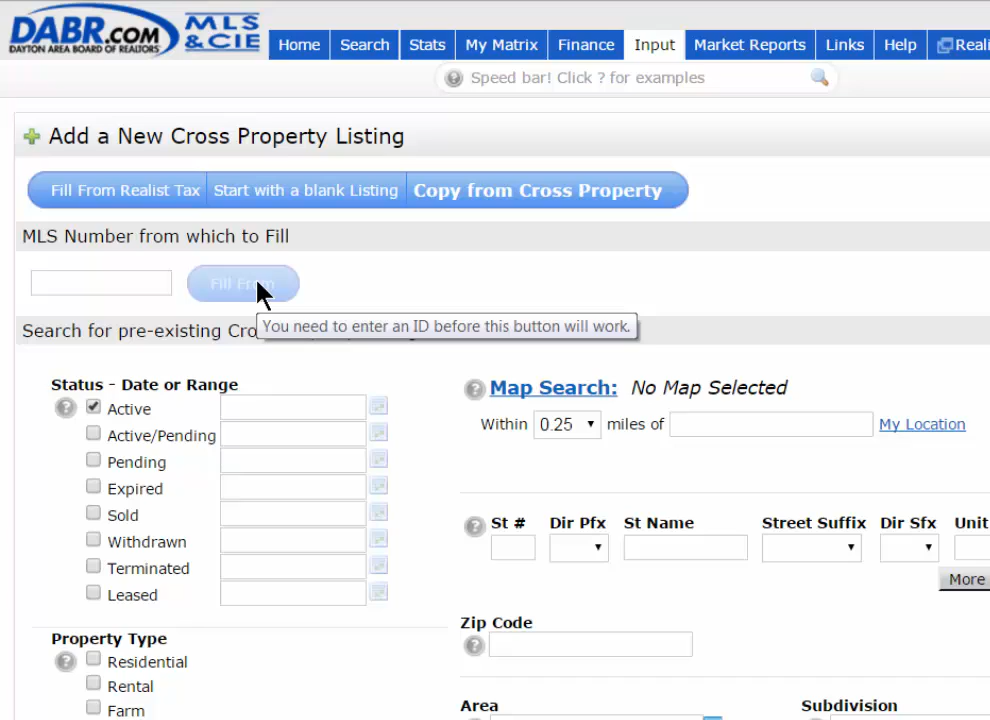 DABR.COM
DAYTON AREA BOARD OF REALTORS
MLS
& CIE
Home Search Stats My Matrix Finance Input Market Reports Links Help Reali
? Speed bar! Click ? for examples
Add a New Cross Property Listing
Fill From Realist Tax Start with a blank Listing Copy from Cross Property
MLS Number from which to Fill
Fill From
You need to enter an ID before this button will work.
Search for pre-existing Cro
Status - Date or Range
? Active
Active/Pending
Pending
Expired
Sold
Withdrawn
Terminated
Leased
Property Type
? Residential
Rental
Farm
? Map Search: No Map Selected
Within 0.25 miles of My Location
? St # Dir Pfx St Name Street Suffix Dir Sfx Unit
More
Zip Code
?
Area Subdivision